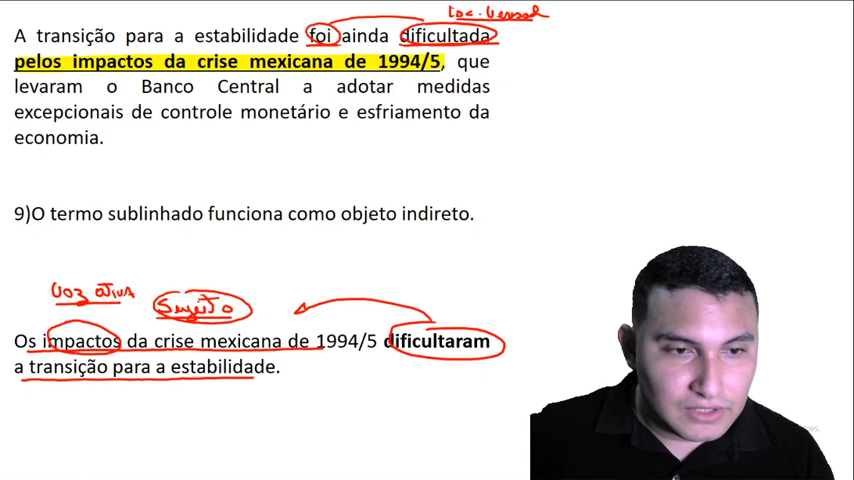 Loc. Verbal
A transição para a estabilidade foi ainda dificultada
pelos impactos da crise mexicana de 1994/5, que
levaram o Banco Central a adotar medidas
excepcionais de controle monetário e esfriamento da
economia.
9)O termo sublinhado funciona como objeto indireto.
Voz ativa
Sujeito
Os impactos da crise mexicana de 1994/5 dificultaram
a transição para a estabilidade.